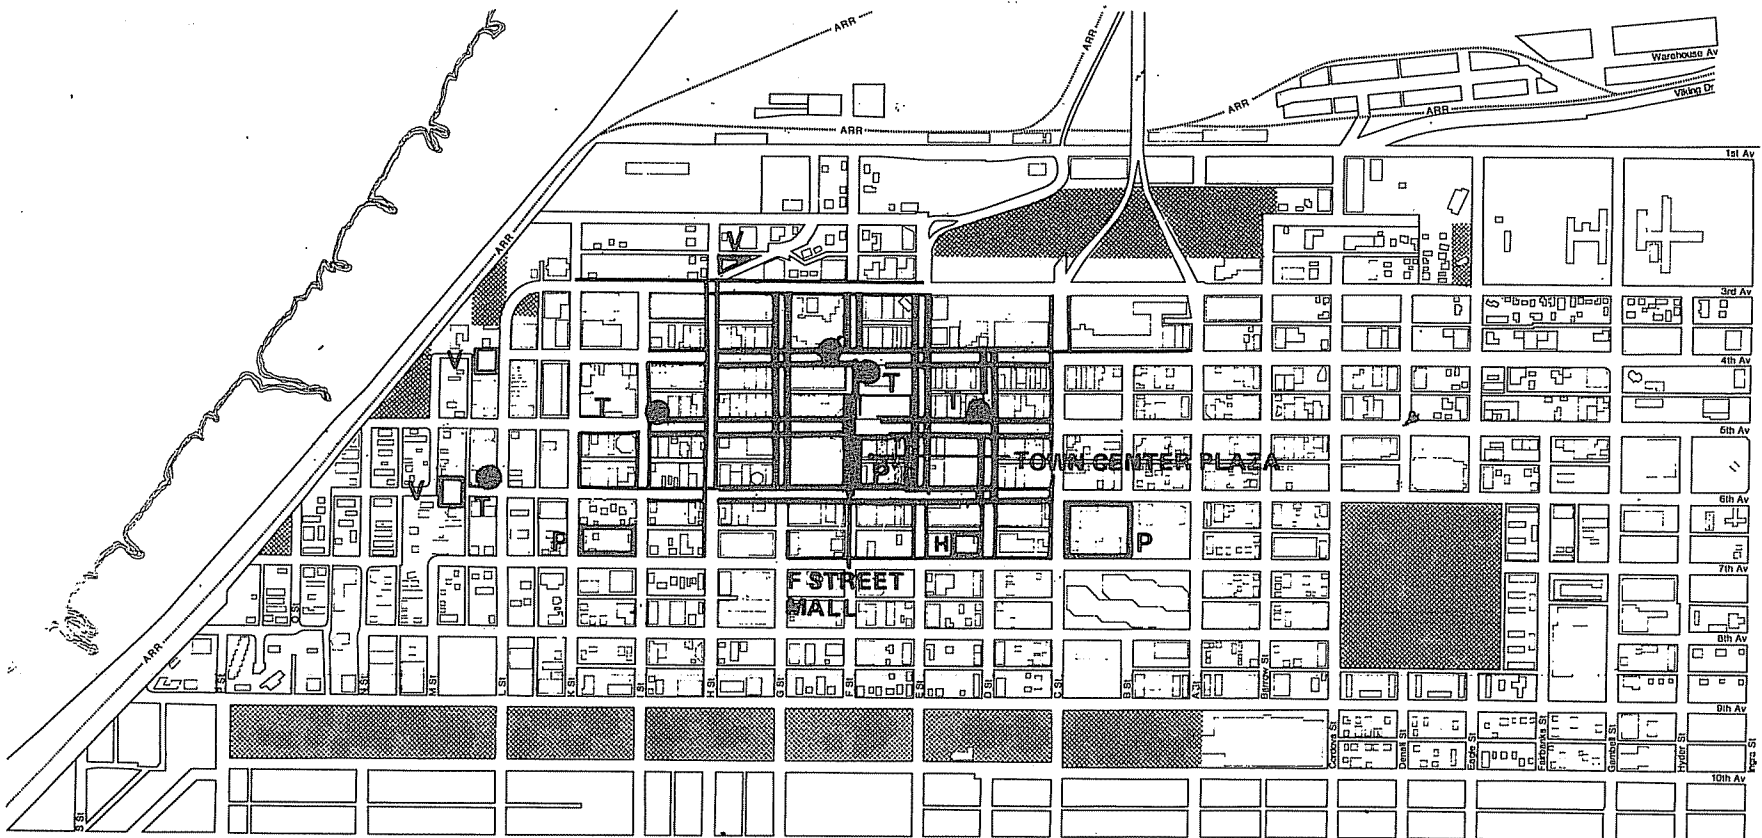 ARR
ARR
Warehouse Av
Viking Dr
ARR
ARR
ARR
1st Av
ARR
V
3rd Av
V
4th Av
T
T
5th Av
TOWN CENTER PLAZA
P
V
T
6th Av
P
H
P
7th Av
F STREET
MALL
8th Av
ARR
N St
M St
L St
K St
I St
H St
G St
F St
E St
D St
C St
B St
A St
Barrow St
9th Av
Cordova St
Denali St
Eagle St
Fairbanks St
Gambell St
Hyder St
Ingra St
10th Av
S St